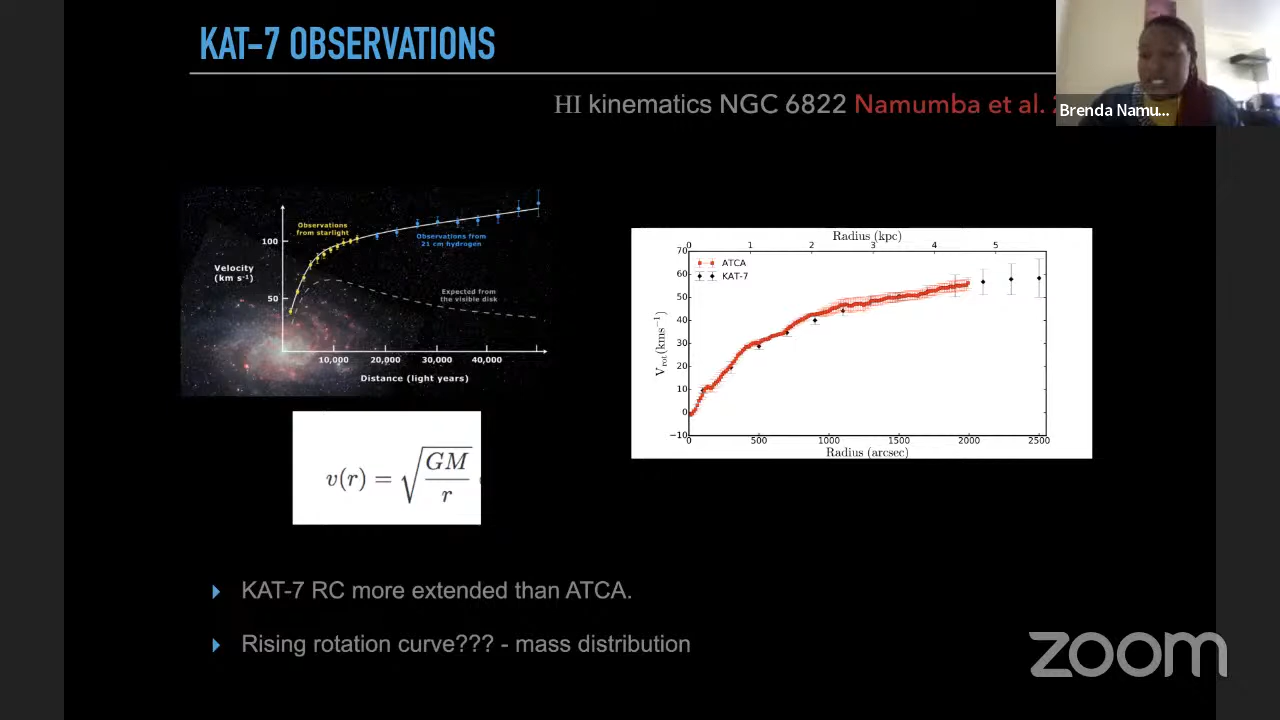 KAT-7 OBSERVATIONS
HI kinematics NGC 6822 Namumba et al.
Brenda Namu...
Observations
from starlight
100
Observations from
21 cm hydrogen
Velocity
(km s⁻¹)
50
Expected from
the visible disk
10,000 20,000 30,000 40,000
Distance (light years)
Radius (kpc)
0 1 2 3 4 5
70
ATCA
60
KAT-7
50
40
30
20
10
0
−10
V_rot (kms⁻¹)
0 500 1000 1500 2000 2500
Radius (arcsec)
v(r) = √(GM/r)
KAT-7 RC more extended than ATCA.
Rising rotation curve??? - mass distribution
zoom